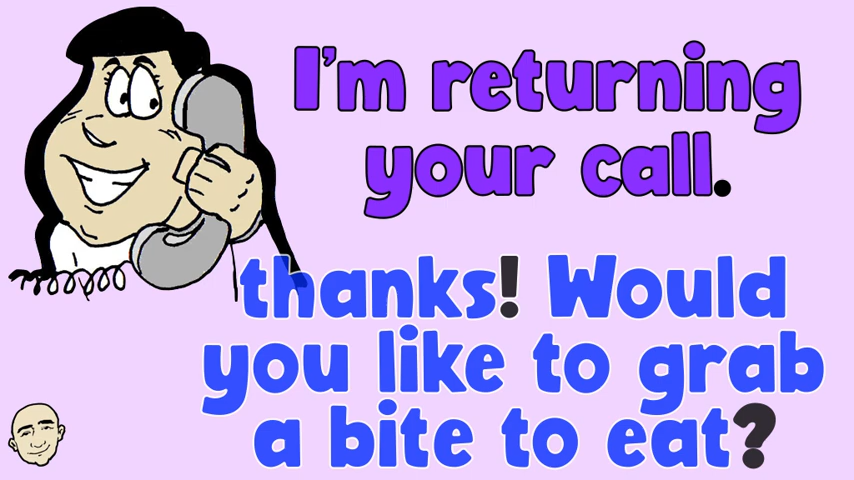 I'm returning
your call.
thanks! Would
you like to grab
a bite to eat?